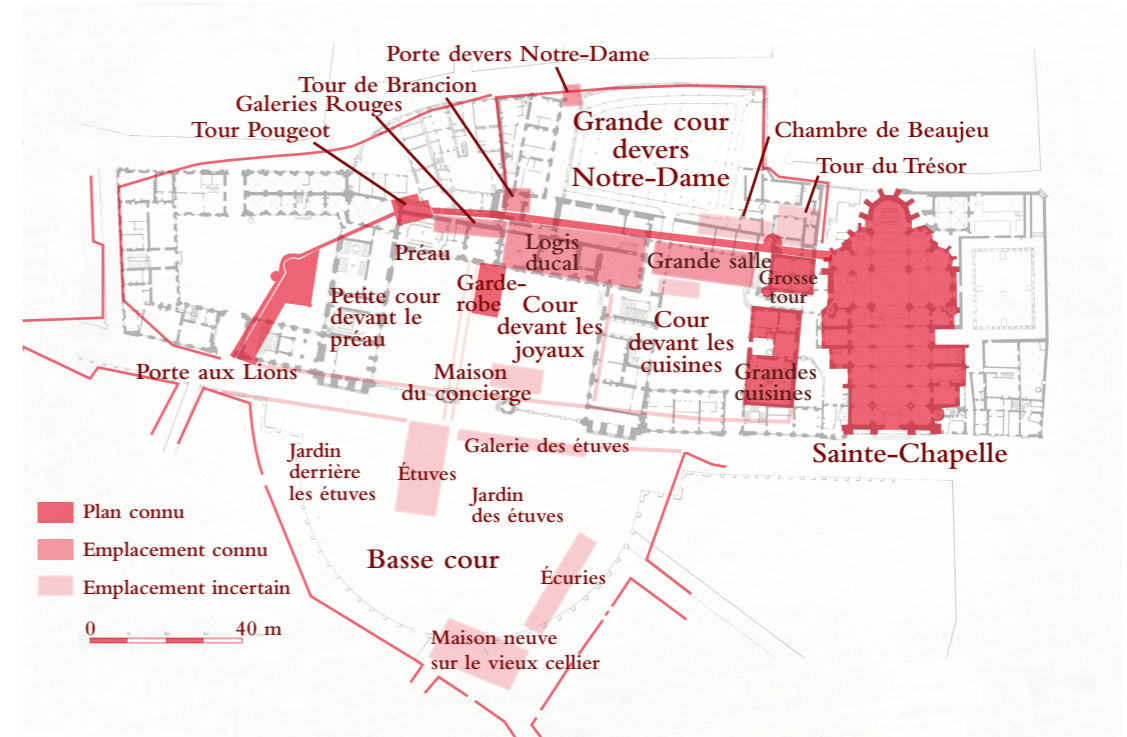 Porte devers Notre-Dame
Tour de Brancion
Galeries Rouges
Tour Pougeot
Grande cour
devers
Notre-Dame
Chambre de Beaujeu
Tour du Trésor
Préau
Logis
ducal
Grande salle
Grosse
tour
Garde-
robe
Petite cour
devant le
préau
Cour
devant les
joyaux
Cour
devant les
cuisines
Porte aux Lions
Maison
du concierge
Grandes
cuisines
Sainte-Chapelle
Galerie des étuves
Jardin
derrière
les étuves
Étuves
Jardin
des étuves
Plan connu
Emplacement connu
Emplacement incertain
Basse cour
Écuries
0 40 m
Maison neuve
sur le vieux cellier